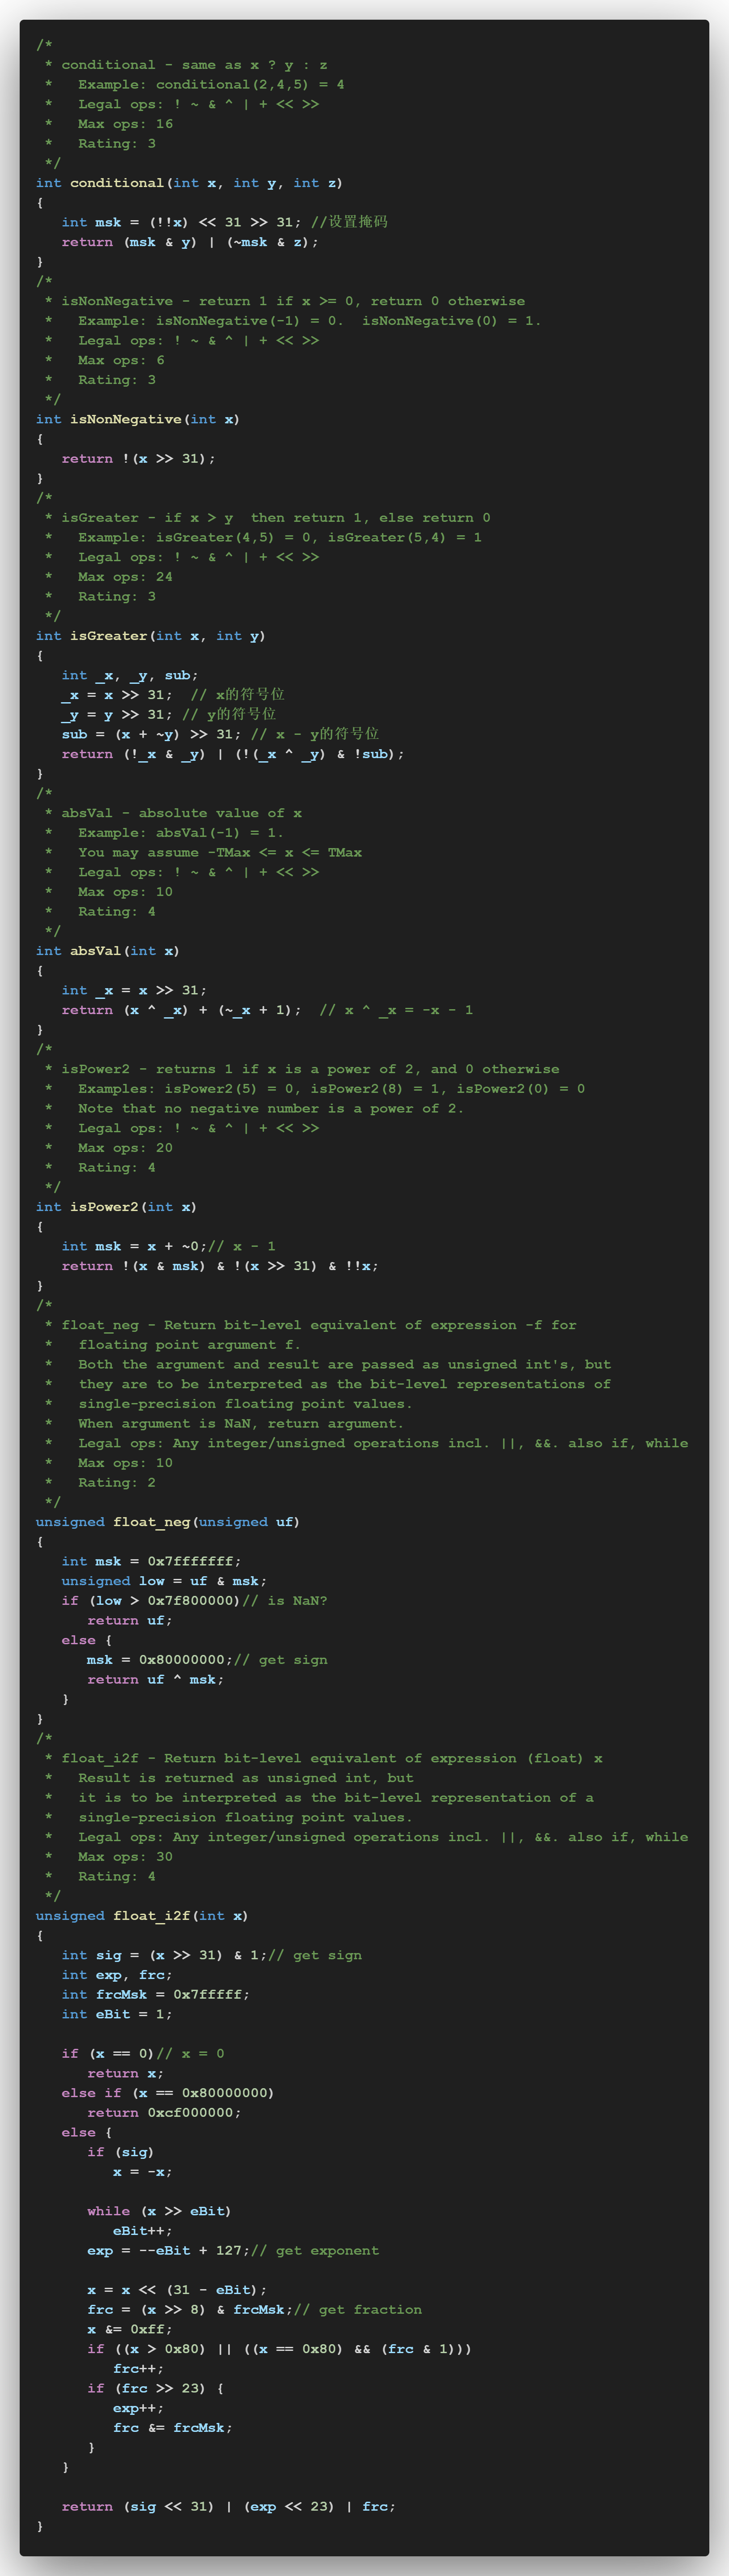 /*
 * conditional - same as x ? y : z
 *   Example: conditional(2,4,5) = 4
 *   Legal ops: ! ~ & ^ | + << >>
 *   Max ops: 16
 *   Rating: 3
 */
int conditional(int x, int y, int z)
{
   int msk = (!!x) << 31 >> 31; //设置掩码
   return (msk & y) | (~msk & z);
}
/*
 * isNonNegative - return 1 if x >= 0, return 0 otherwise
 *   Example: isNonNegative(-1) = 0.  isNonNegative(0) = 1.
 *   Legal ops: ! ~ & ^ | + << >>
 *   Max ops: 6
 *   Rating: 3
 */
int isNonNegative(int x)
{
   return !(x >> 31);
}
/*
 * isGreater - if x > y  then return 1, else return 0
 *   Example: isGreater(4,5) = 0, isGreater(5,4) = 1
 *   Legal ops: ! ~ & ^ | + << >>
 *   Max ops: 24
 *   Rating: 3
 */
int isGreater(int x, int y)
{
   int _x, _y, sub;
   _x = x >> 31;  // x的符号位
   _y = y >> 31; // y的符号位
   sub = (x + ~y) >> 31; // x - y的符号位
   return (!_x & _y) | (!(_x ^ _y) & !sub);
}
/*
 * absVal - absolute value of x
 *   Example: absVal(-1) = 1.
 *   You may assume -TMax <= x <= TMax
 *   Legal ops: ! ~ & ^ | + << >>
 *   Max ops: 10
 *   Rating: 4
 */
int absVal(int x)
{
   int _x = x >> 31;
   return (x ^ _x) + (~_x + 1);  // x ^ _x = -x - 1
}
/*
 * isPower2 - returns 1 if x is a power of 2, and 0 otherwise
 *   Examples: isPower2(5) = 0, isPower2(8) = 1, isPower2(0) = 0
 *   Note that no negative number is a power of 2.
 *   Legal ops: ! ~ & ^ | + << >>
 *   Max ops: 20
 *   Rating: 4
 */
int isPower2(int x)
{
   int msk = x + ~0;// x - 1
   return !(x & msk) & !(x >> 31) & !!x;
}
/*
 * float_neg - Return bit-level equivalent of expression -f for
 *   floating point argument f.
 *   Both the argument and result are passed as unsigned int's, but
 *   they are to be interpreted as the bit-level representations of
 *   single-precision floating point values.
 *   When argument is NaN, return argument.
 *   Legal ops: Any integer/unsigned operations incl. ||, &&. also if, while
 *   Max ops: 10
 *   Rating: 2
 */
unsigned float_neg(unsigned uf)
{
   int msk = 0x7fffffff;
   unsigned low = uf & msk;
   if (low > 0x7f800000)// is NaN?
      return uf;
   else {
      msk = 0x80000000;// get sign
      return uf ^ msk;
   }
}
/*
 * float_i2f - Return bit-level equivalent of expression (float) x
 *   Result is returned as unsigned int, but
 *   it is to be interpreted as the bit-level representation of a
 *   single-precision floating point values.
 *   Legal ops: Any integer/unsigned operations incl. ||, &&. also if, while
 *   Max ops: 30
 *   Rating: 4
 */
unsigned float_i2f(int x)
{
   int sig = (x >> 31) & 1;// get sign
   int exp, frc;
   int frcMsk = 0x7fffff;
   int eBit = 1;

   if (x == 0)// x = 0
      return x;
   else if (x == 0x80000000)
      return 0xcf000000;
   else {
      if (sig)
         x = -x;

      while (x >> eBit)
         eBit++;
      exp = --eBit + 127;// get exponent

      x = x << (31 - eBit);
      frc = (x >> 8) & frcMsk;// get fraction
      x &= 0xff;
      if ((x > 0x80) || ((x == 0x80) && (frc & 1)))
         frc++;
      if (frc >> 23) {
         exp++;
         frc &= frcMsk;
      }
   }

   return (sig << 31) | (exp << 23) | frc;
}